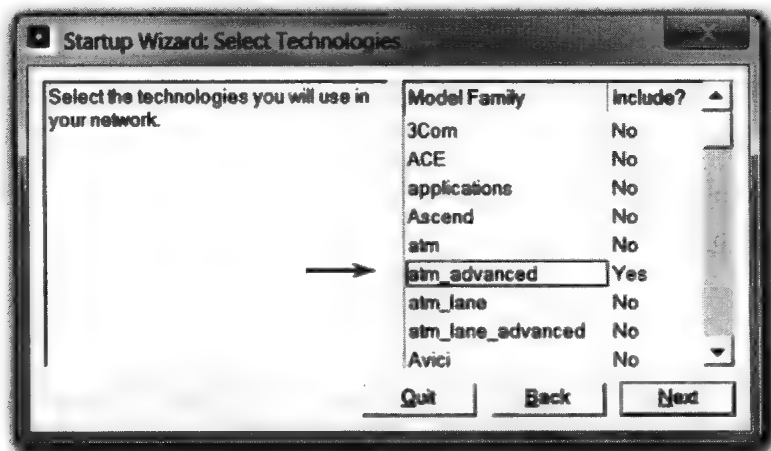 Startup Wizard: Select Technologies
Select the technologies you will use in
your network.
Model Family Include?
3Com No
ACE No
applications No
Ascend No
atm No
atm_advanced Yes
atm_lane No
atm_lane_advanced No
Avici No
Quit Back Next